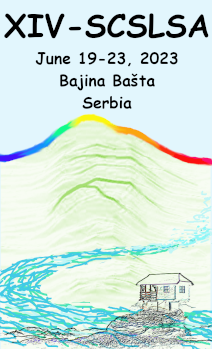 XIV-SCSLSA
June 19-23, 2023
Bajina Bašta
Serbia